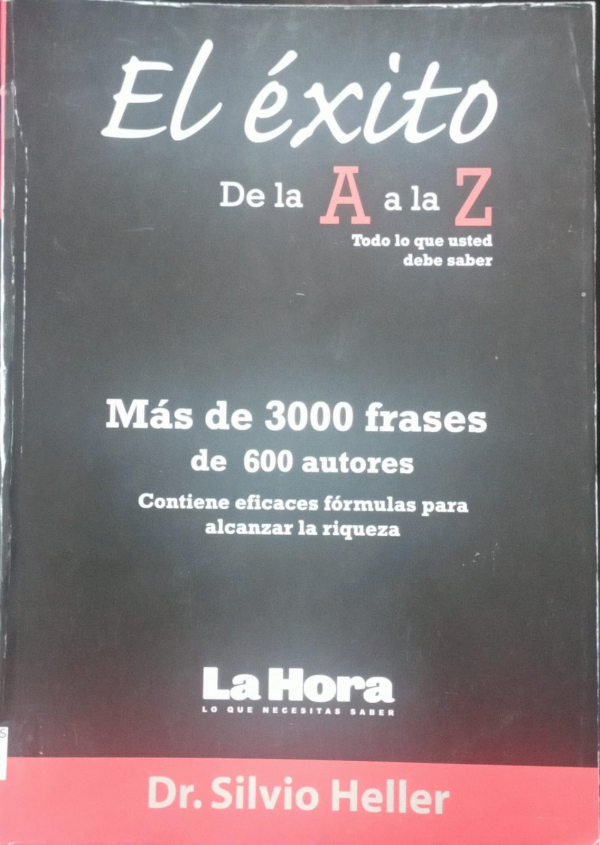 El éxito
De la A a la Z
Todo lo que usted
debe saber
Más de 3000 frases
de 600 autores
Contiene eficaces fórmulas para
alcanzar la riqueza
La Hora
LO QUE NECESITAS SABER
Dr. Silvio Heller
S